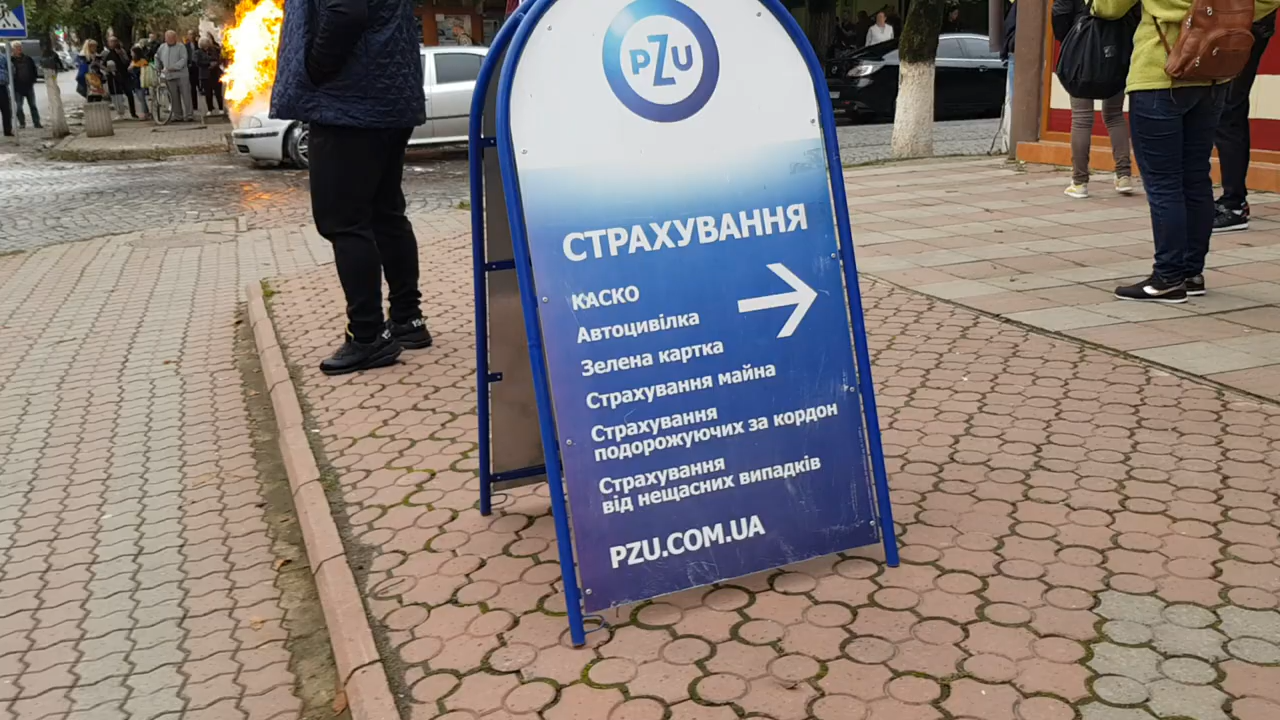 PZU
СТРАХУВАННЯ
КАСКО
Автоцивілка
Зелена картка
Страхування майна
Страхування
подорожуючих за кордон
Страхування
від нещасних випадків
PZU.COM.UA